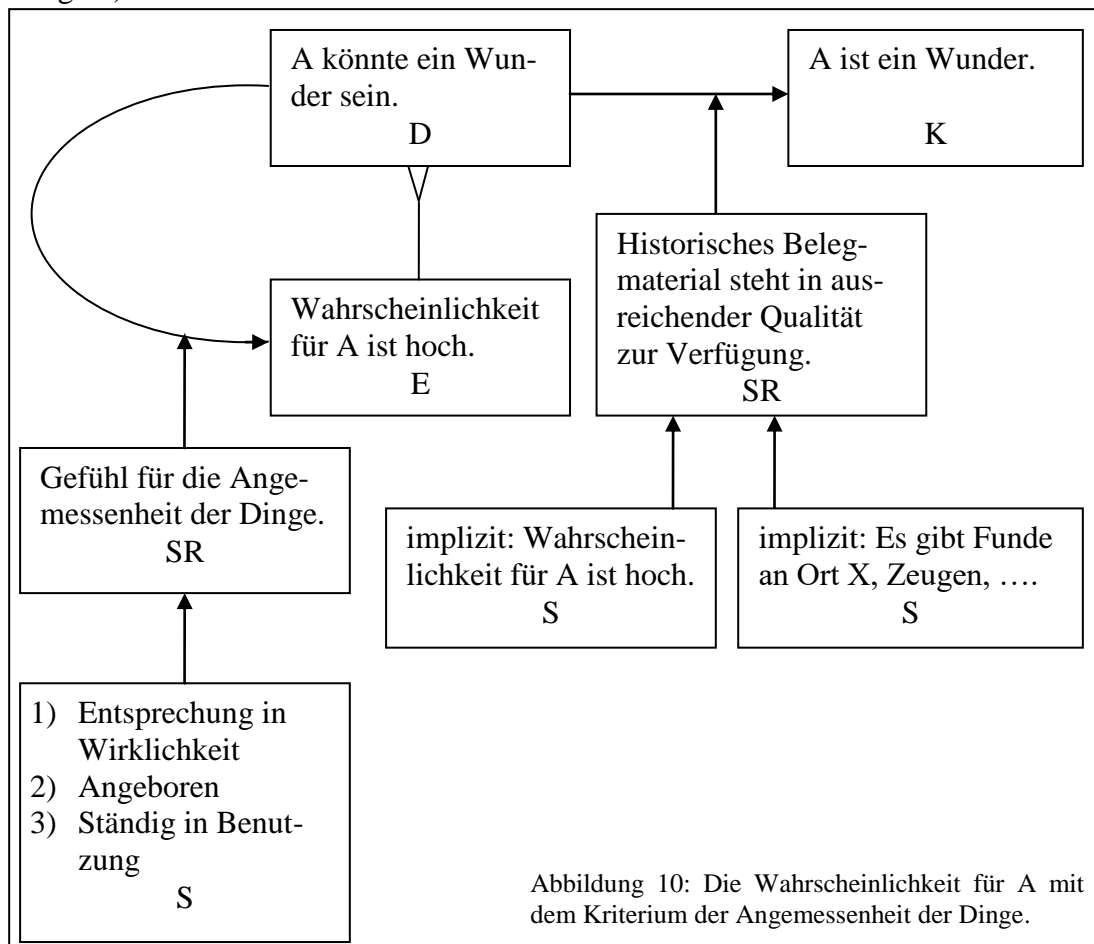 A könnte ein Wun-
der sein.
D
A ist ein Wunder.
K
Wahrscheinlichkeit
für A ist hoch.
E
Historisches Beleg-
material steht in aus-
reichender Qualität
zur Verfügung.
SR
Gefühl für die Ange-
messenheit der Dinge.
SR
implizit: Wahrschein-
lichkeit für A ist hoch.
S
implizit: Es gibt Funde
an Ort X, Zeugen, ….
S
1) Entsprechung in
Wirklichkeit
2) Angeboren
3) Ständig in Benut-
zung
S
Abbildung 10: Die Wahrscheinlichkeit für A mit
dem Kriterium der Angemessenheit der Dinge.